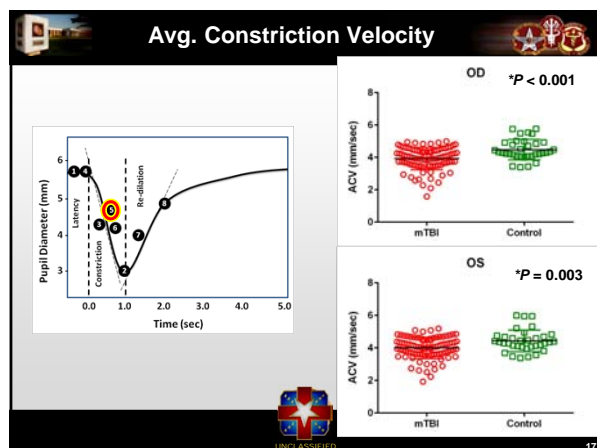 Avg. Constriction Velocity
Pupil Diameter (mm)
6
5
4
3
Latency
Constriction
Re-dilation
1
4
3
6
2
7
8
0.0 1.0 2.0 3.0 4.0 5.0
Time (sec)
OD
*P < 0.001
ACV (mm/sec)
8
6
4
2
0
mTBI Control
OS
*P = 0.003
ACV (mm/sec)
8
6
4
2
0
mTBI Control
UNCLASSIFIED
17